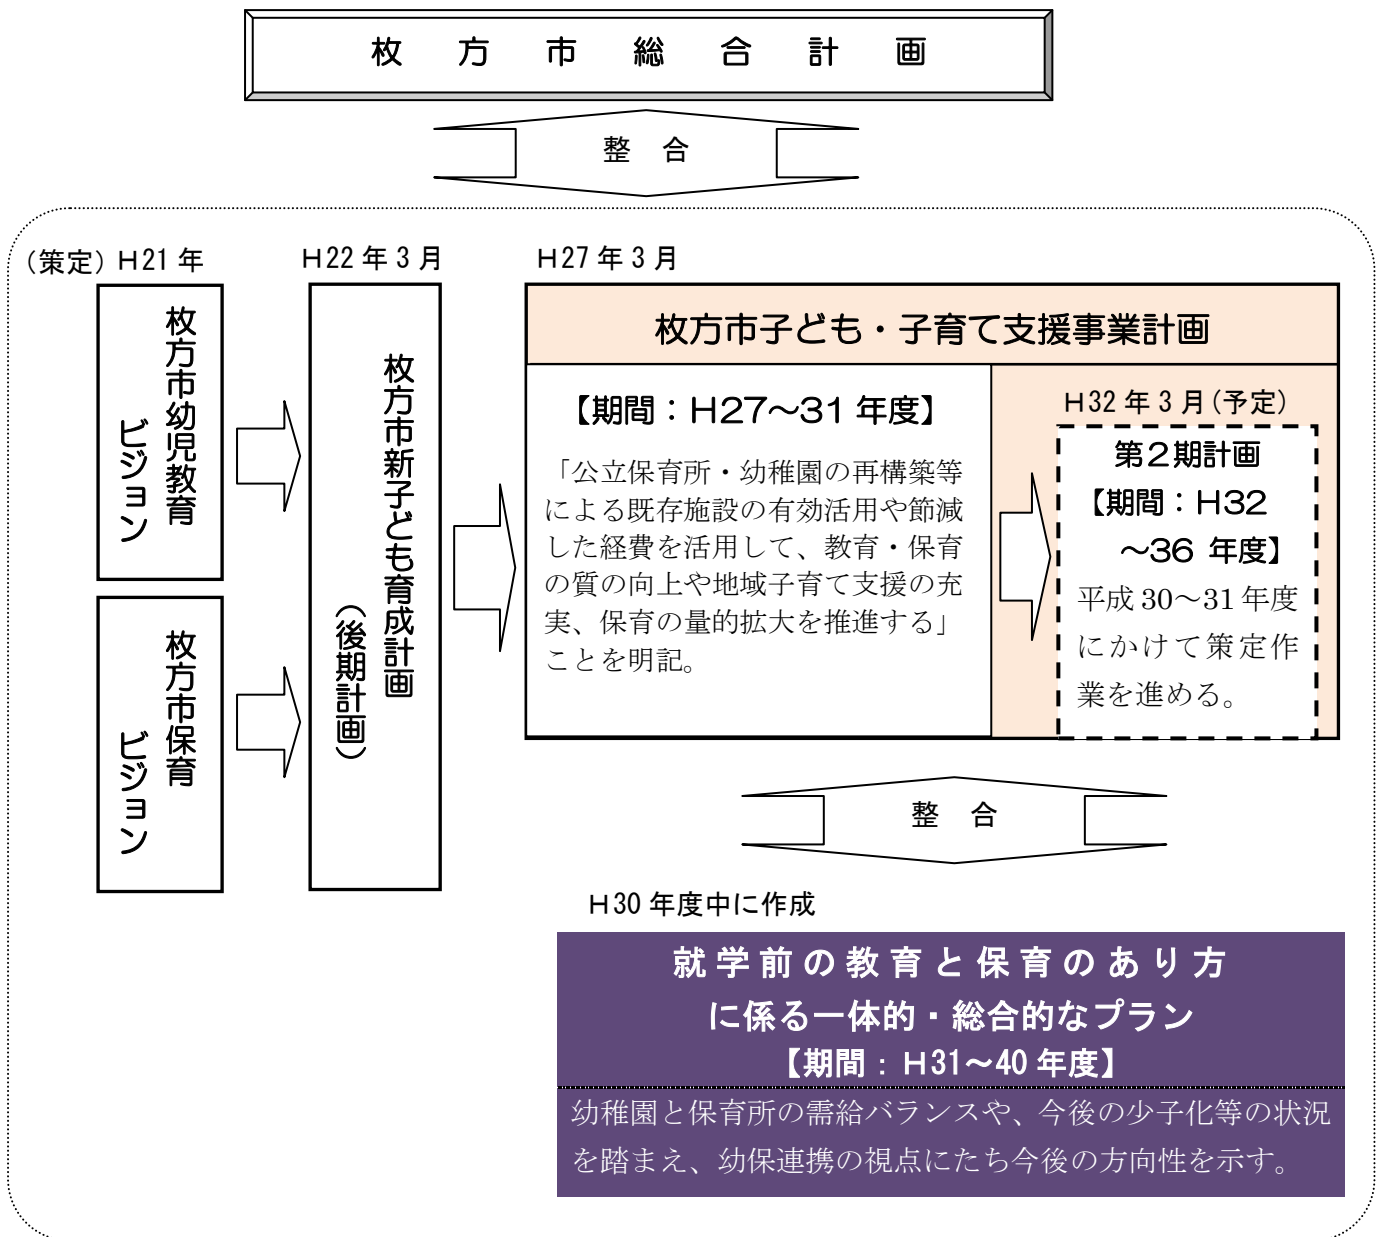 枚方市総合計画
整 合
(策定) H21 年
枚方市幼児教育
ビジョン
枚方市保育
ビジョン
H22 年 3 月
枚方市新子ども育成計画
(後期計画)
H27 年 3 月
枚方市子ども・子育て支援事業計画
【期間：H27～31 年度】
「公立保育所・幼稚園の再構築等
による既存施設の有効活用や節減
した経費を活用して、教育・保育
の質の向上や地域子育て支援の充
実、保育の量的拡大を推進する」
ことを明記。
H32 年 3 月(予定)
第２期計画
【期間：H32
～36 年度】
平成 30～31 年度
にかけて策定作
業を進める。
整 合
H30 年度中に作成
就学前の教育と保育のあり方
に係る一体的・総合的なプラン
【期間：H31～40 年度】
幼稚園と保育所の需給バランスや、今後の少子化等の状況
を踏まえ、幼保連携の視点にたち今後の方向性を示す。